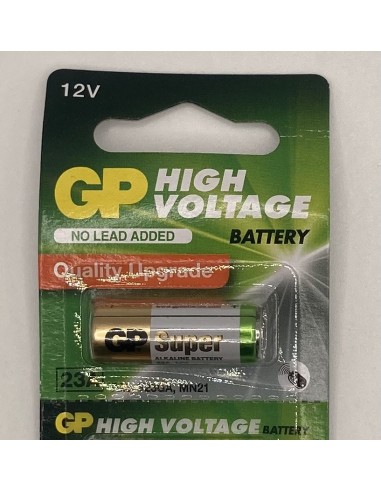 12V
GP HIGH VOLTAGE
NO LEAD ADDED
BATTERY
Quality Upgrade
GP Super
ALKALINE BATTERY
MN21
GP HIGH VOLTAGE BATTERY